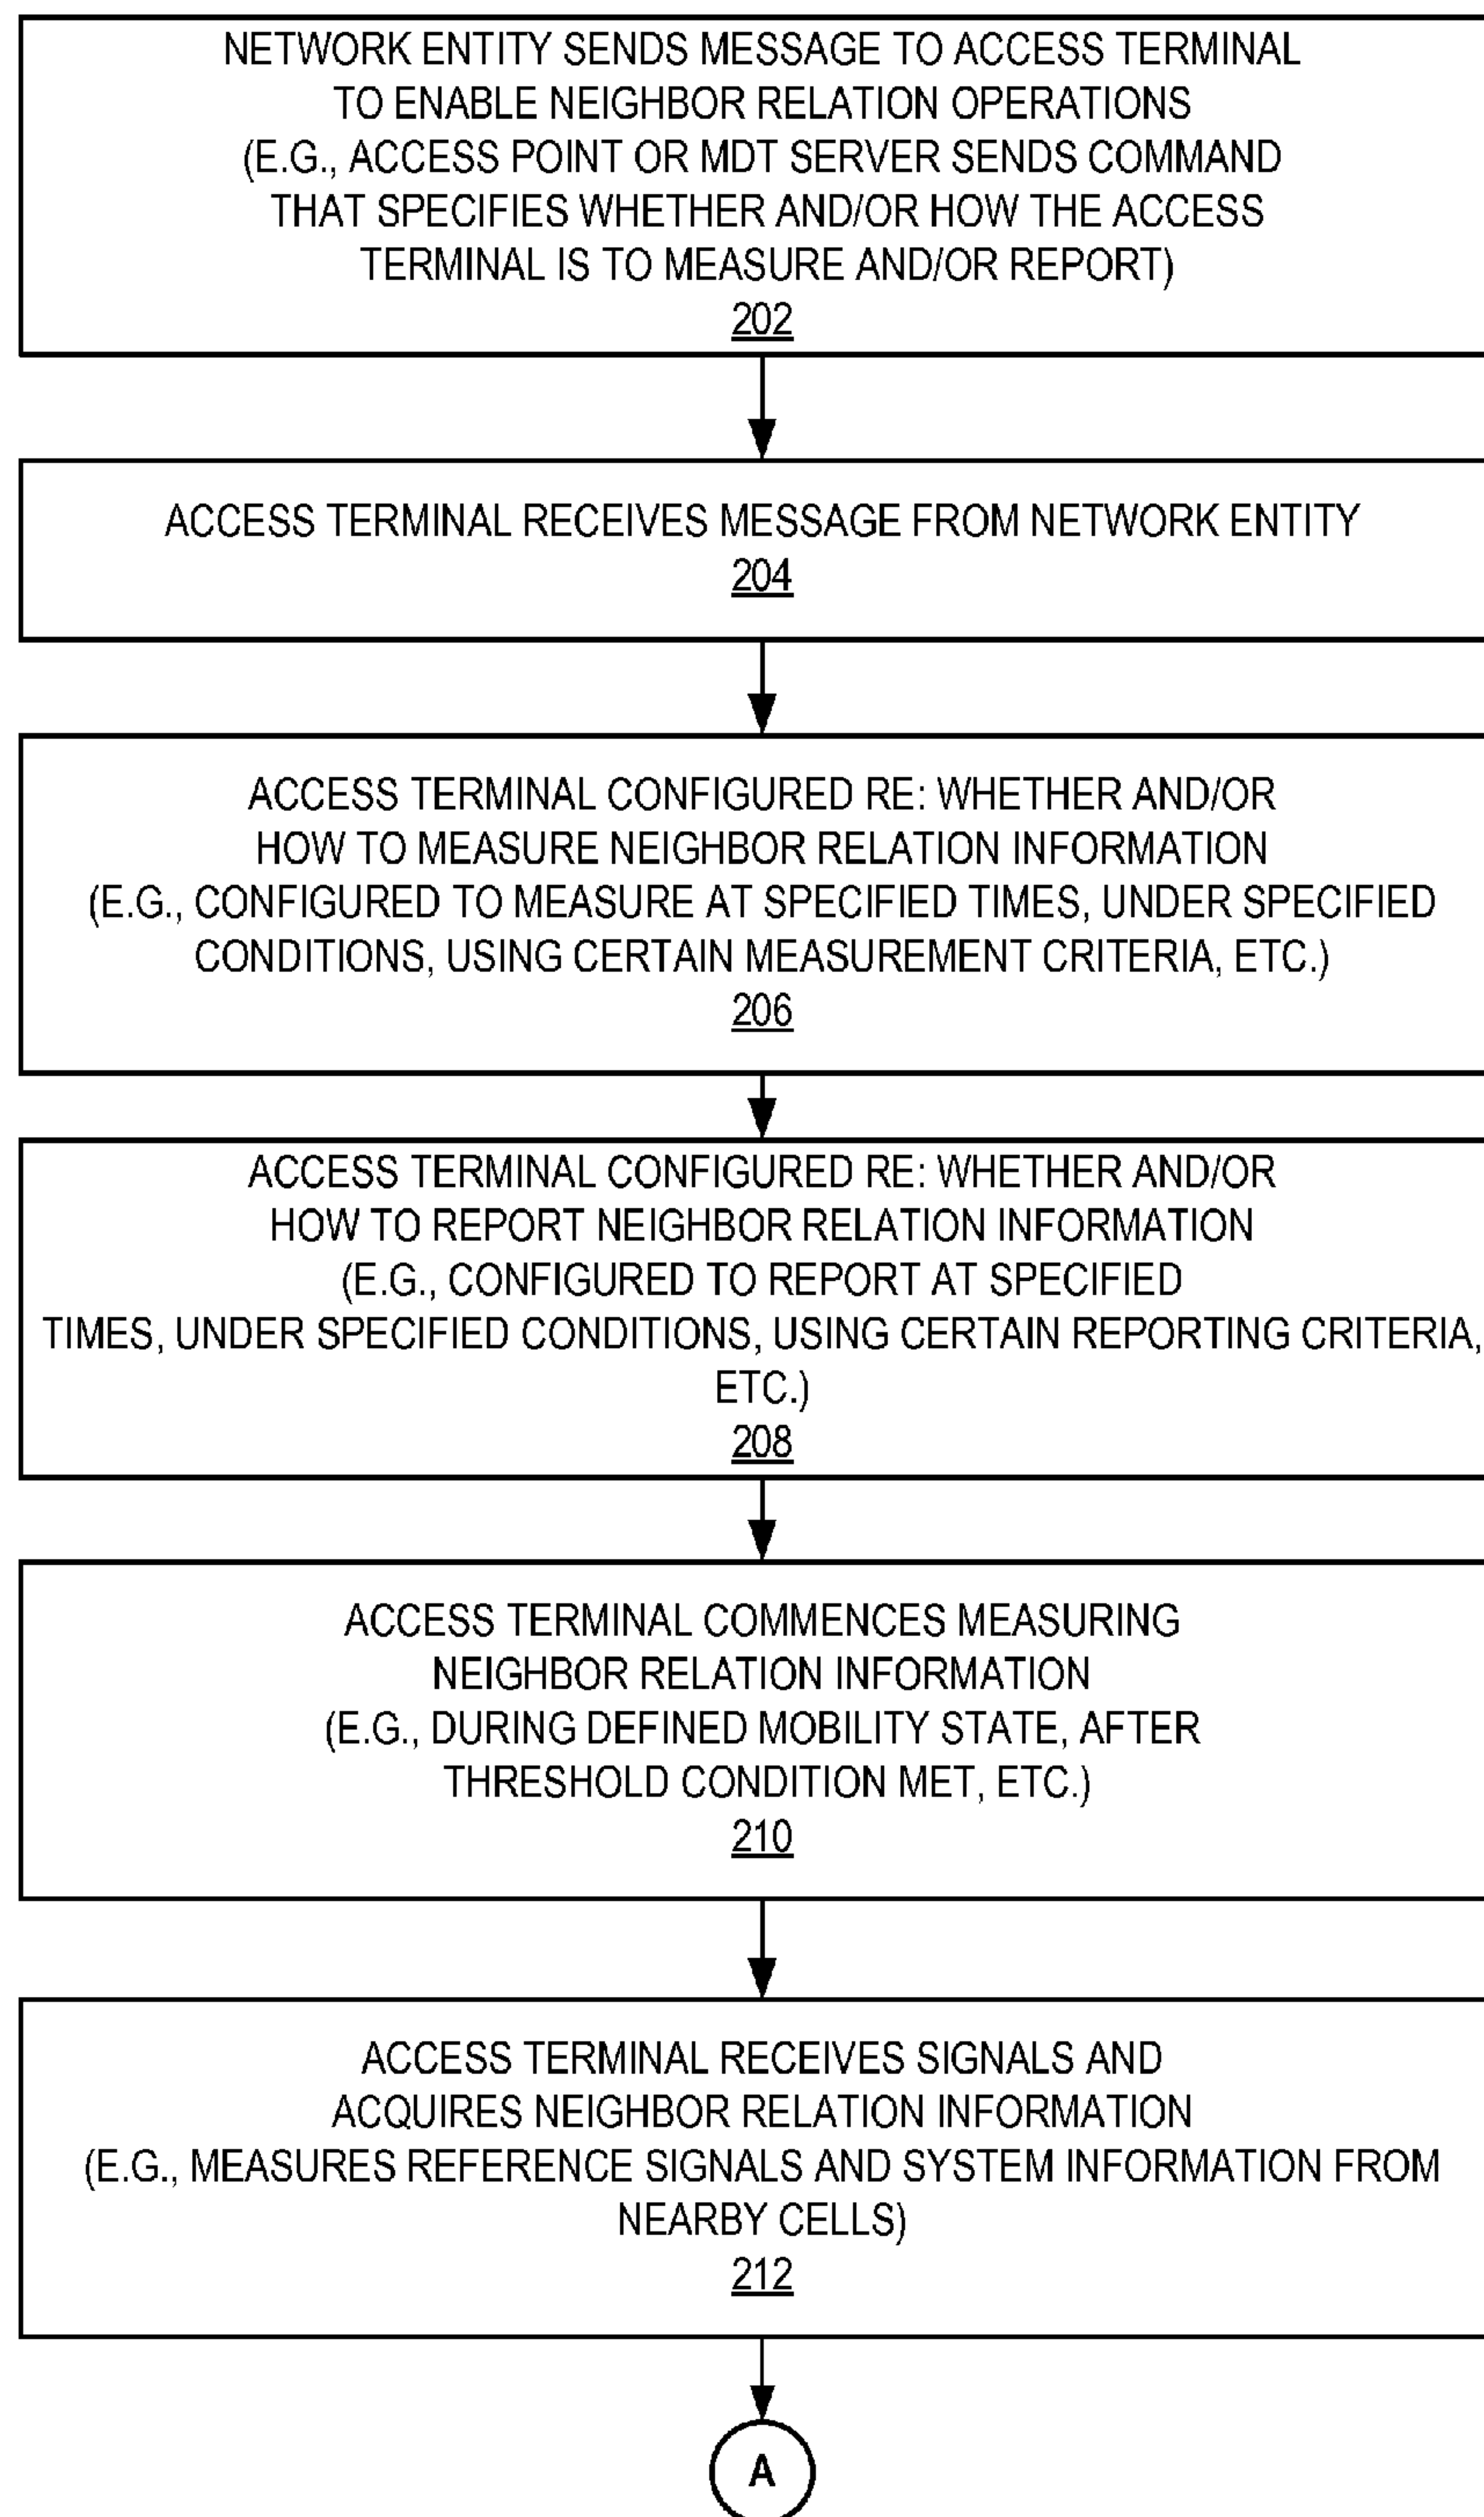 NETWORK ENTITY SENDS MESSAGE TO ACCESS TERMINAL
TO ENABLE NEIGHBOR RELATION OPERATIONS
(E.G., ACCESS POINT OR MDT SERVER SENDS COMMAND
THAT SPECIFIES WHETHER AND/OR HOW THE ACCESS
TERMINAL IS TO MEASURE AND/OR REPORT)
202
ACCESS TERMINAL RECEIVES MESSAGE FROM NETWORK ENTITY
204
ACCESS TERMINAL CONFIGURED RE: WHETHER AND/OR
HOW TO MEASURE NEIGHBOR RELATION INFORMATION
(E.G., CONFIGURED TO MEASURE AT SPECIFIED TIMES, UNDER SPECIFIED
CONDITIONS, USING CERTAIN MEASUREMENT CRITERIA, ETC.)
206
ACCESS TERMINAL CONFIGURED RE: WHETHER AND/OR
HOW TO REPORT NEIGHBOR RELATION INFORMATION
(E.G., CONFIGURED TO REPORT AT SPECIFIED
TIMES, UNDER SPECIFIED CONDITIONS, USING CERTAIN REPORTING CRITERIA,
ETC.)
208
ACCESS TERMINAL COMMENCES MEASURING
NEIGHBOR RELATION INFORMATION
(E.G., DURING DEFINED MOBILITY STATE, AFTER
THRESHOLD CONDITION MET, ETC.)
210
ACCESS TERMINAL RECEIVES SIGNALS AND
ACQUIRES NEIGHBOR RELATION INFORMATION
(E.G., MEASURES REFERENCE SIGNALS AND SYSTEM INFORMATION FROM
NEARBY CELLS)
212
A